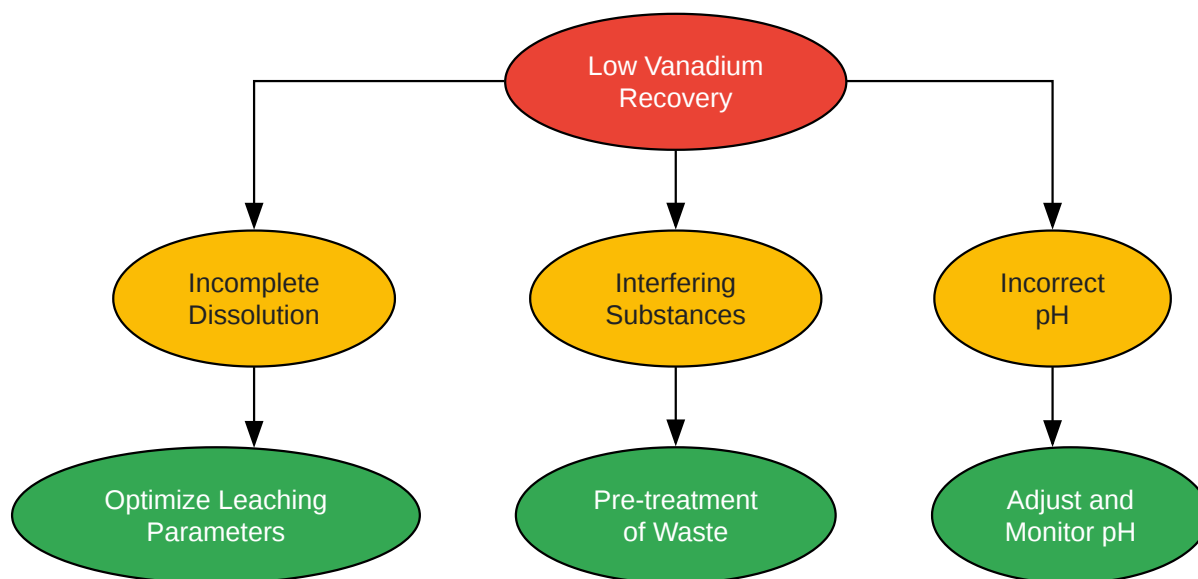 Low Vanadium
Recovery
Incomplete
Dissolution
Interfering
Substances
Incorrect
pH
Optimize Leaching
Parameters
Pre-treatment
of Waste
Adjust and
Monitor pH